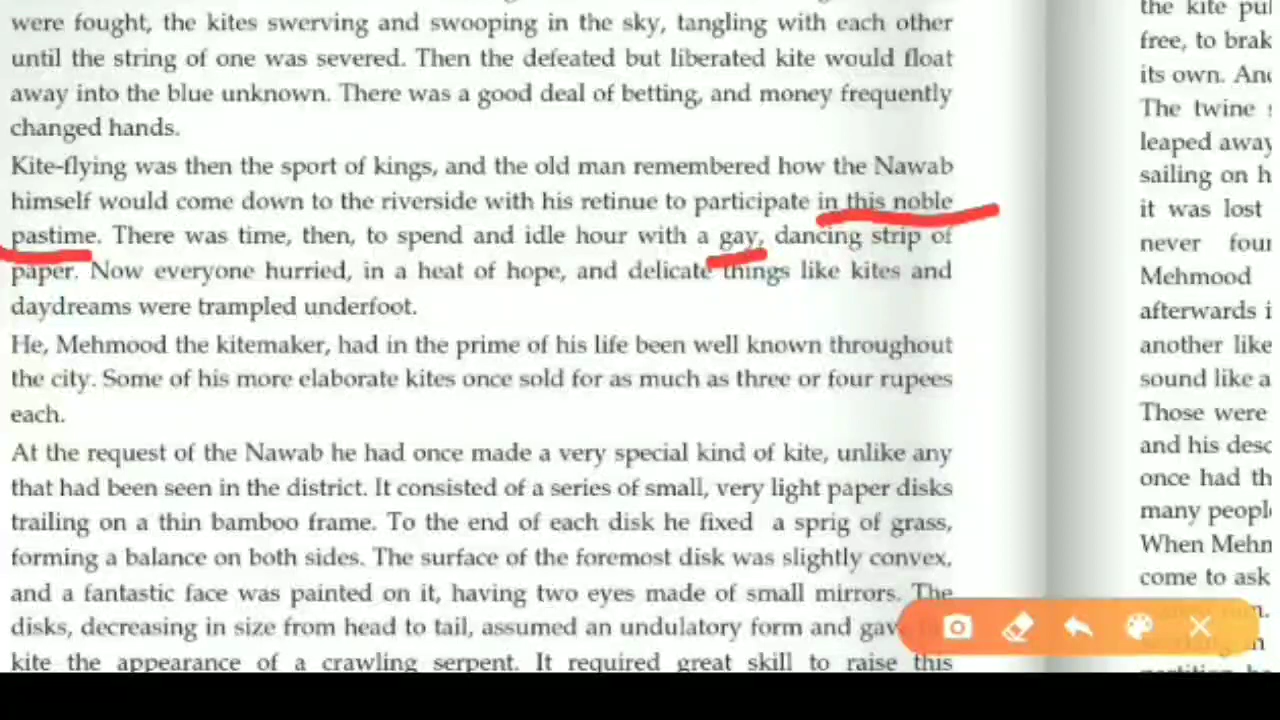 were fought, the kites swerving and swooping in the sky, tangling with each other
until the string of one was severed. Then the defeated but liberated kite would float
away into the blue unknown. There was a good deal of betting, and money frequently
changed hands.
Kite-flying was then the sport of kings, and the old man remembered how the Nawab
himself would come down to the riverside with his retinue to participate in this noble
pastime. There was time, then, to spend and idle hour with a gay, dancing strip of
paper. Now everyone hurried, in a heat of hope, and delicate things like kites and
daydreams were trampled underfoot.
He, Mehmood the kitemaker, had in the prime of his life been well known throughout
the city. Some of his more elaborate kites once sold for as much as three or four rupees
each.
At the request of the Nawab he had once made a very special kind of kite, unlike any
that had been seen in the district. It consisted of a series of small, very light paper disks
trailing on a thin bamboo frame. To the end of each disk he fixed a sprig of grass,
forming a balance on both sides. The surface of the foremost disk was slightly convex,
and a fantastic face was painted on it, having two eyes made of small mirrors. The
disks, decreasing in size from head to tail, assumed an undulatory form and gave
kite the appearance of a crawling serpent. It required great skill to raise this
the kite
free, to
its own.
The twine
leaped away
sailing on
it was lost
never
Mehmood
afterwards
another like
sound like a
Those were
and his
once had
many
When
come to ask